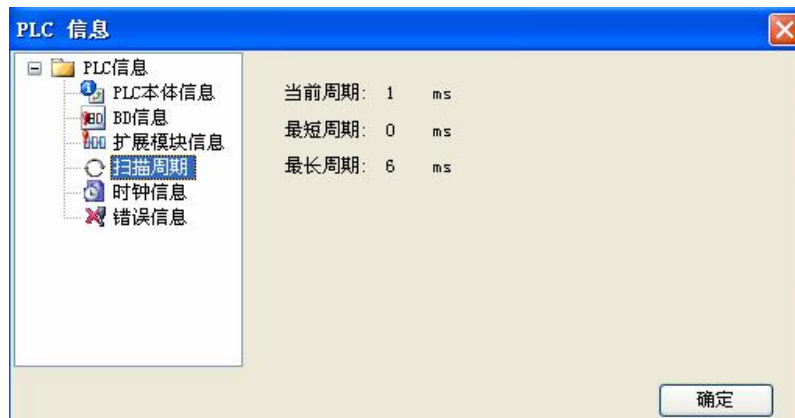 PLC 信息
PLC信息
PLC本体信息
BD信息
扩展模块信息
扫描周期
时钟信息
错误信息
当前周期: 1 ms
最短周期: 0 ms
最长周期: 6 ms
确定